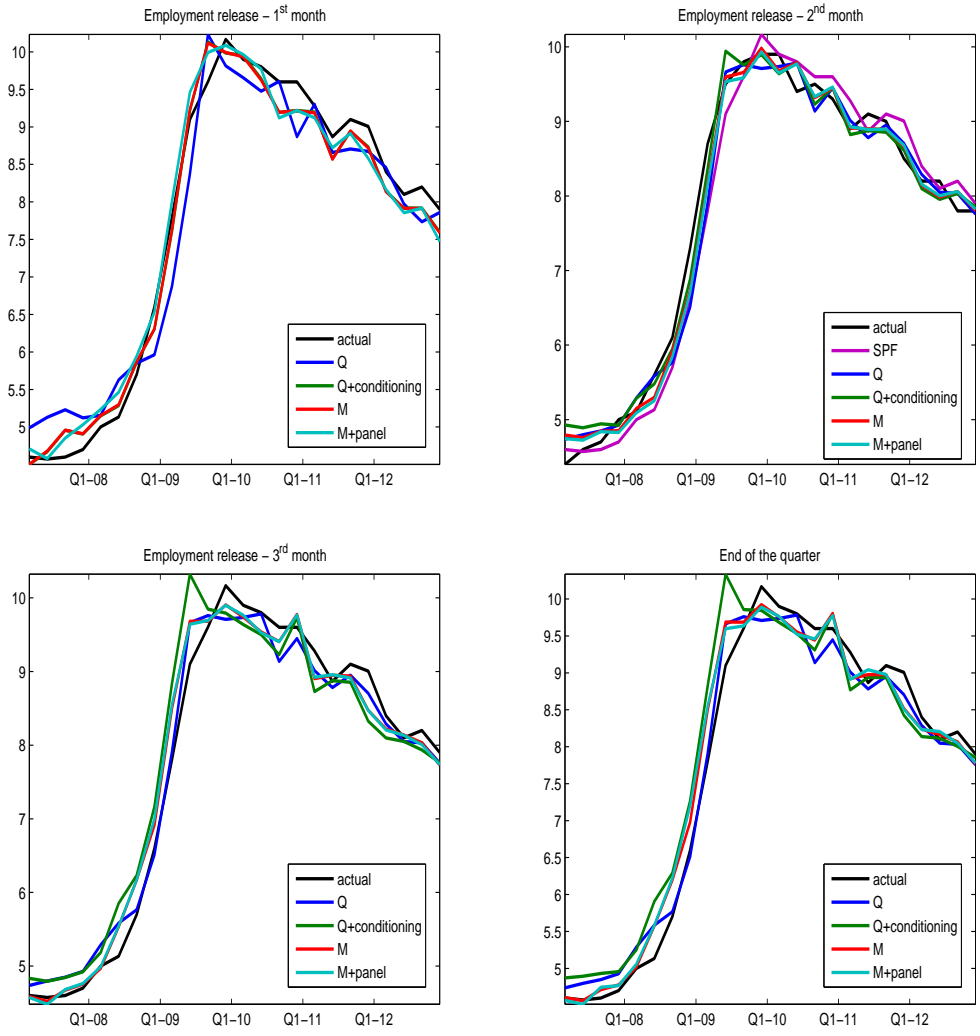 Employment release – 1st month
10
9.5
9
8.5
8
7.5
7
6.5
6
5.5
5
Q1–08 Q1–09 Q1–10 Q1–11 Q1–12
actual
Q
Q+conditioning
M
M+panel
Employment release – 2nd month
10
9
8
7
6
5
Q1–08 Q1–09 Q1–10 Q1–11 Q1–12
actual
SPF
Q
Q+conditioning
M
M+panel
Employment release – 3rd month
10
9
8
7
6
5
Q1–08 Q1–09 Q1–10 Q1–11 Q1–12
actual
Q
Q+conditioning
M
M+panel
End of the quarter
10
9.5
9
8.5
8
7.5
7
6.5
6
5.5
5
Q1–08 Q1–09 Q1–10 Q1–11 Q1–12
actual
Q
Q+conditioning
M
M+panel